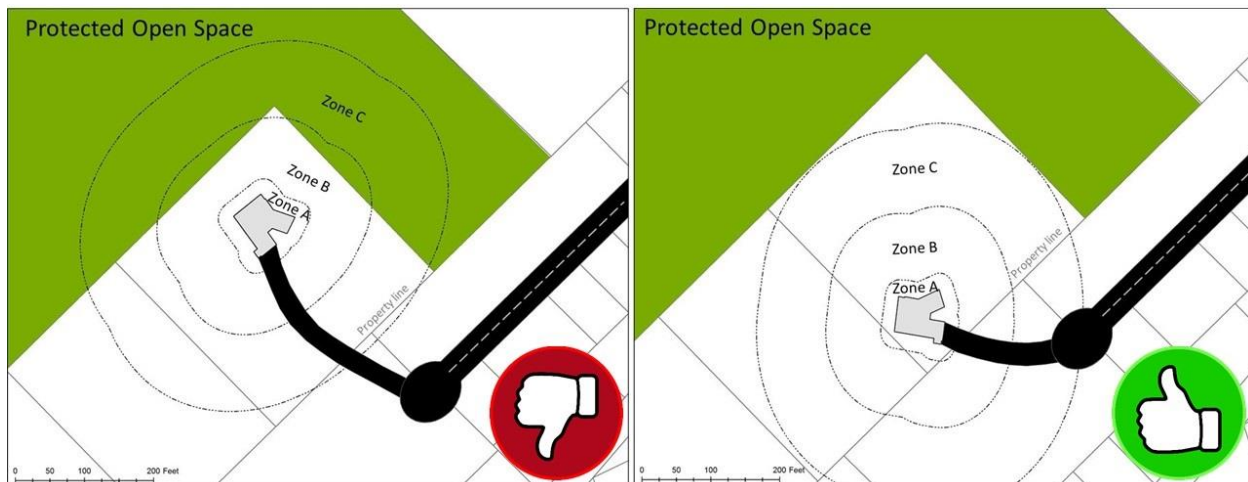 Protected Open Space
Zone C
Zone B
Zone A
Property line
0 50 100 200 Feet
Protected Open Space
Zone C
Zone B
Zone A
Property line
0 50 100 200 Feet